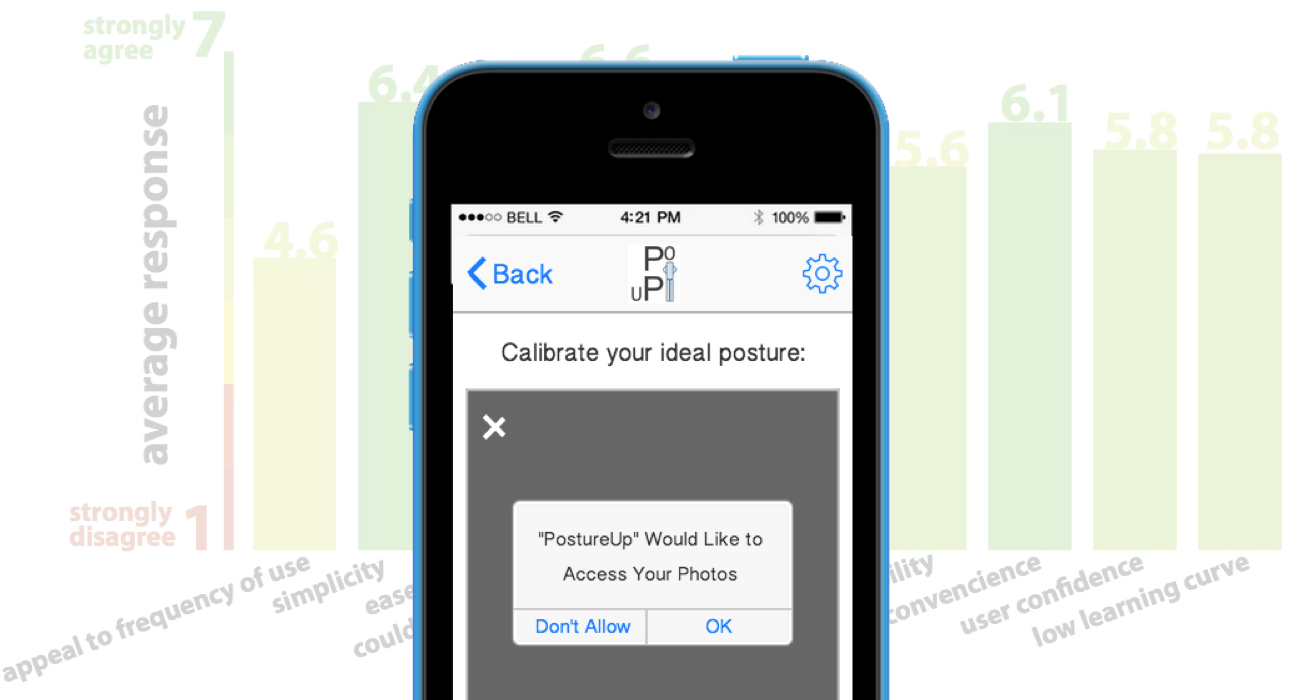 strongly 7
agree
average response
4.6
6.4
6.6
5.6
6.1
5.8
5.8
strongly 1
disagree
appeal to frequency of use
simplicity
ease
could
convencience
user confidence
low learning curve
BELL
4:21 PM
100%
Back
PO
UP
Calibrate your ideal posture:
"PostureUp" Would Like to
Access Your Photos
Don't Allow
OK